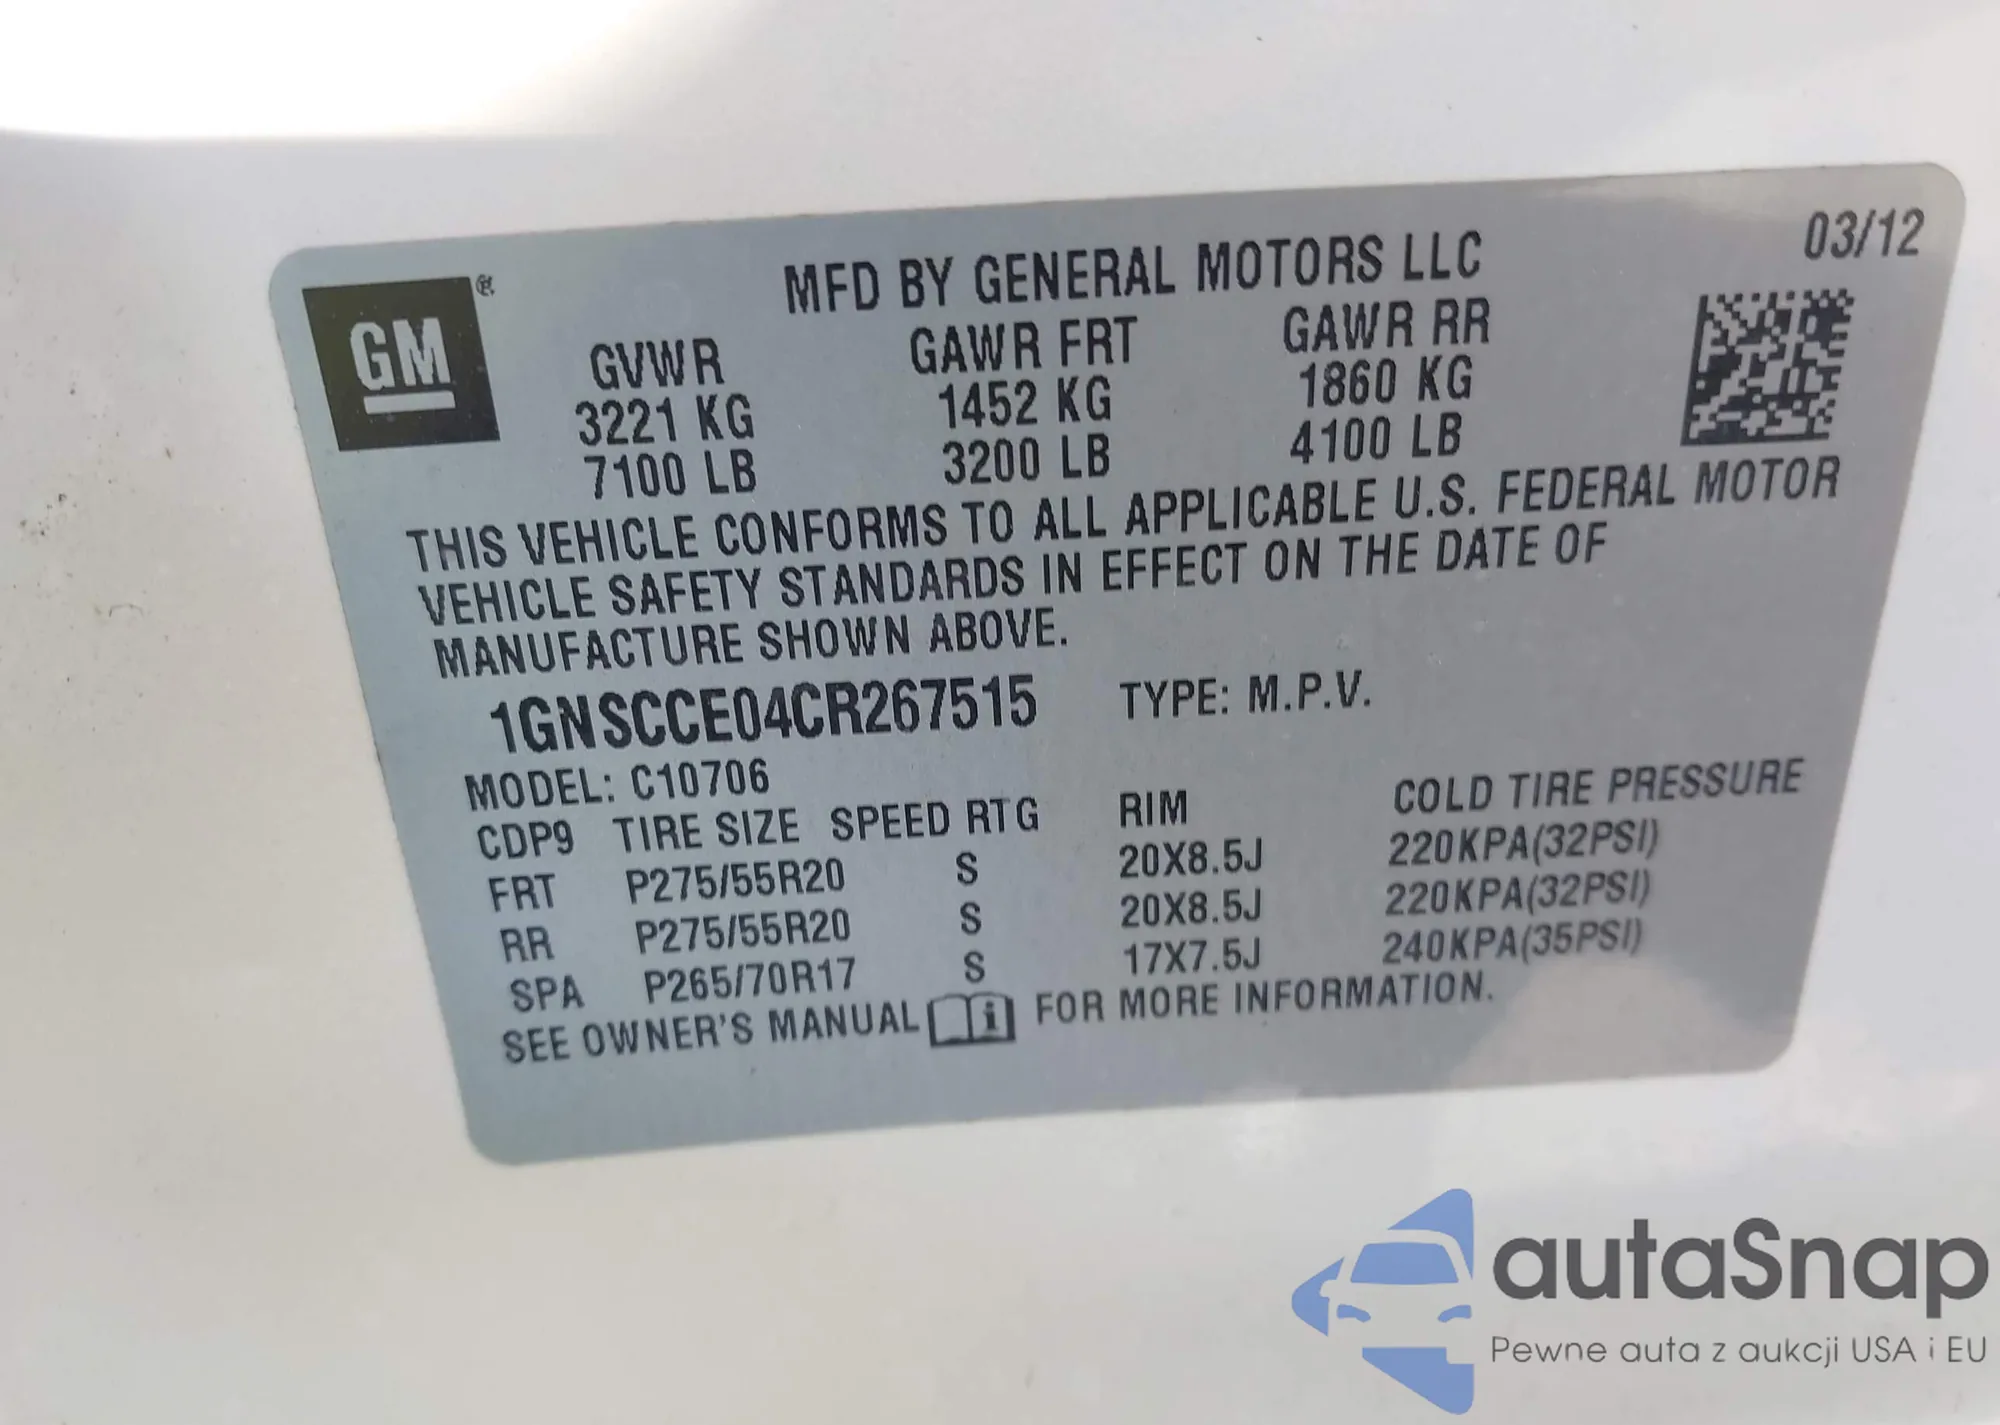 03/12
GM
MFD BY GENERAL MOTORS LLC
GVWR GAWR FRT GAWR RR
3221 KG 1452 KG 1860 KG
7100 LB 3200 LB 4100 LB
THIS VEHICLE CONFORMS TO ALL APPLICABLE U.S. FEDERAL MOTOR
VEHICLE SAFETY STANDARDS IN EFFECT ON THE DATE OF
MANUFACTURE SHOWN ABOVE.
1GNSCCE04CR267515 TYPE: M.P.V.
MODEL: C10706
CDP9 TIRE SIZE SPEED RTG RIM COLD TIRE PRESSURE
FRT P275/55R20 S 20X8.5J 220KPA(32PSI)
RR P275/55R20 S 20X8.5J 220KPA(32PSI)
SPA P265/70R17 S 17X7.5J 240KPA(35PSI)
SEE OWNER'S MANUAL i FOR MORE INFORMATION.
autaSnap
Pewne auta z aukcji USA i EU